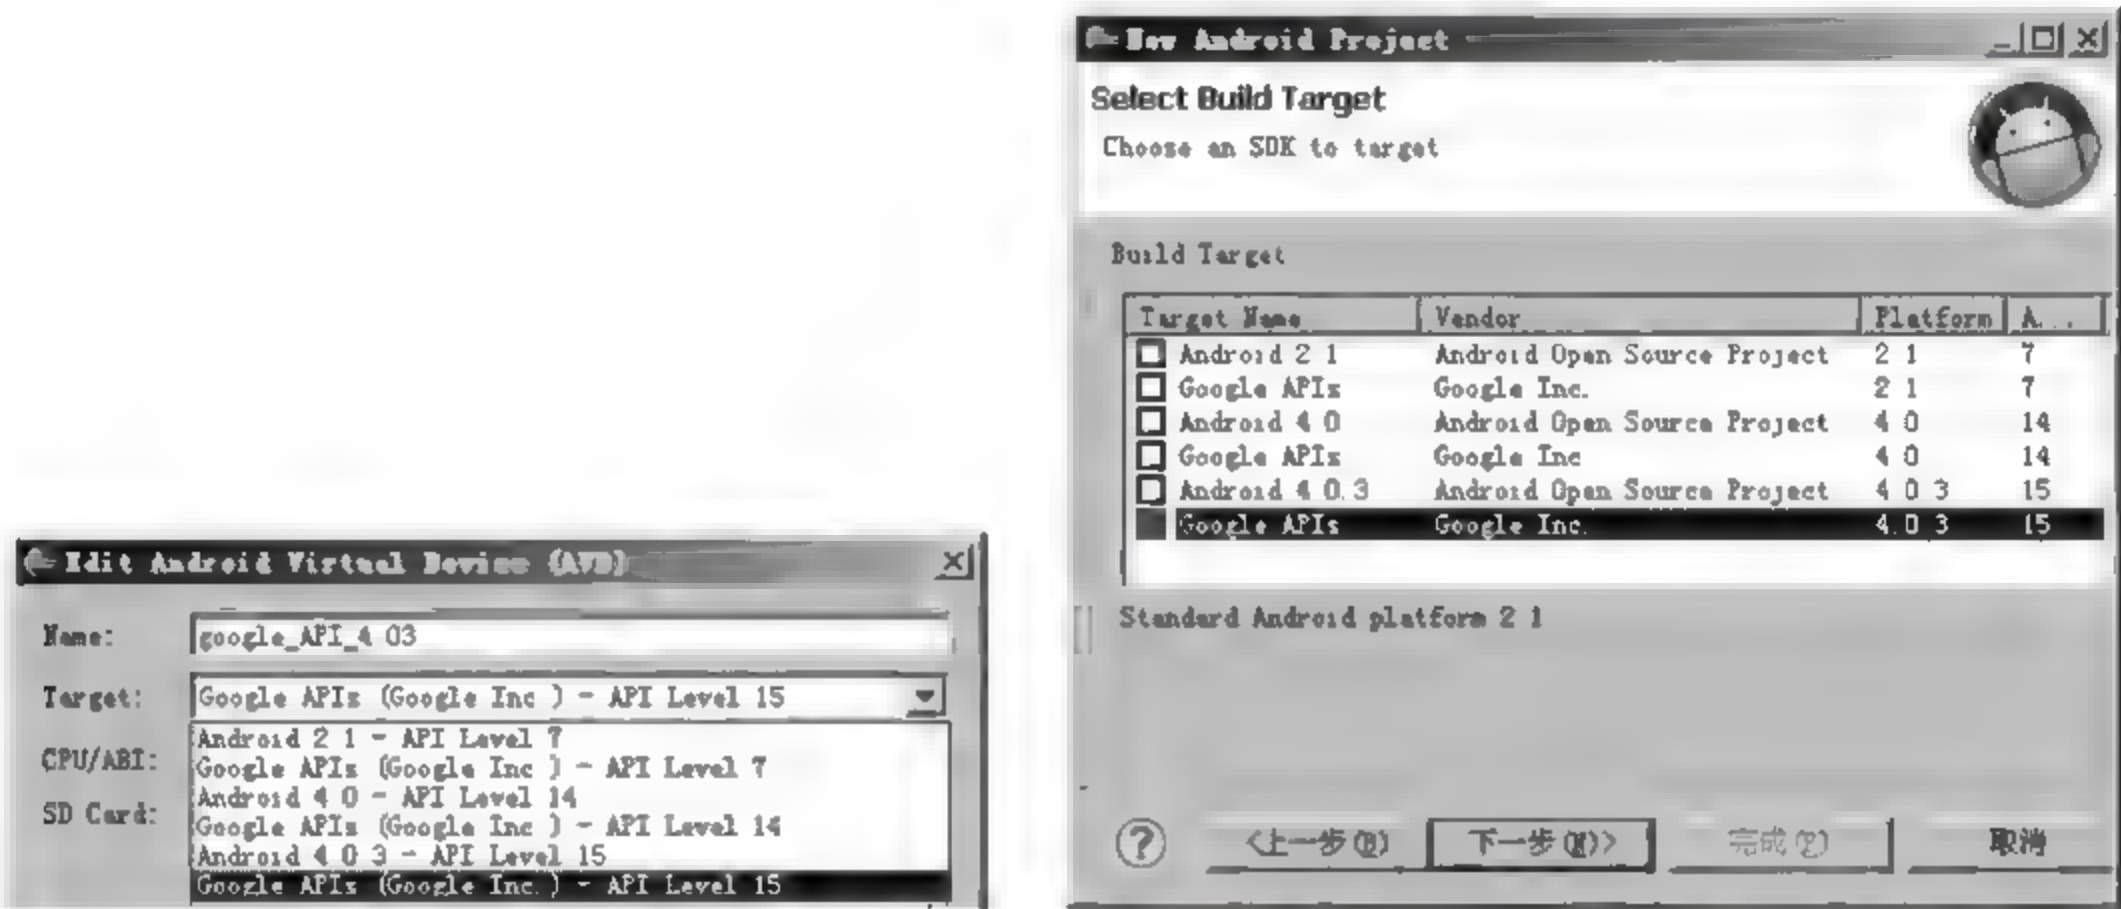 Edit Android Virtual Device (AVD)
Name: google_API_4 03
Target: Google APIs (Google Inc ) - API Level 15
Android 2 1 - API Level 7
CPU/ABI:
Google APIs (Google Inc ) - API Level 7
Android 4 0 - API Level 14
SD Card:
Google APIs (Google Inc ) - API Level 14
Android 4 0 3 - API Level 15
Google APIs (Google Inc.) - API Level 15
New Android Project
Select Build Target
Choose an SDK to target
Build Target
Target Name Vendor Platform A...
Android 2 1 Android Open Source Project 2 1 7
Google APIs Google Inc. 2 1 7
Android 4 0 Android Open Source Project 4 0 14
Google APIs Google Inc 4 0 14
Android 4 0.3 Android Open Source Project 4 0 3 15
Google APIs Google Inc. 4.0 3 15
Standard Android platform 2 1
? <上一步(B) 下一步(N)> 完成(F) 取消